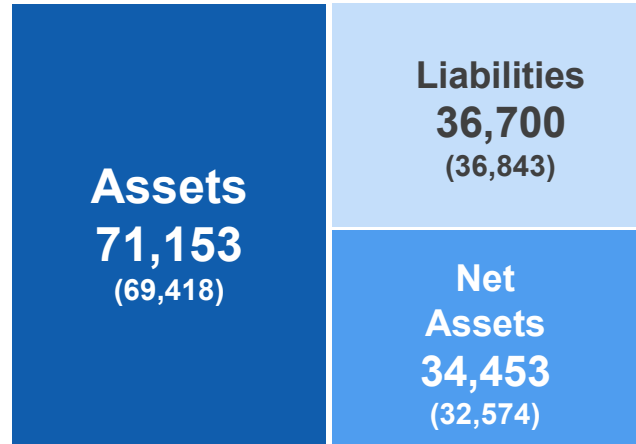 Assets
71,153
(69,418)
Liabilities
36,700
(36,843)
Net
Assets
34,453
(32,574)